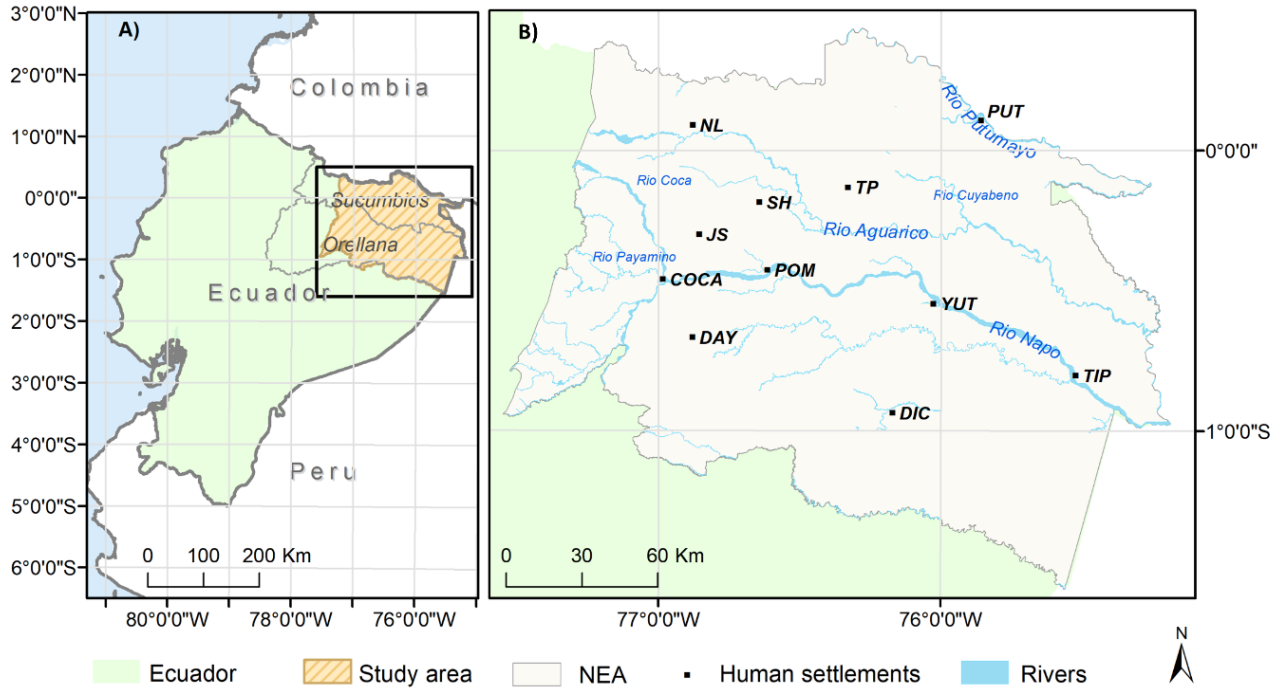 A)
3°0'0"N
2°0'0"N
1°0'0"N
0°0'0"
1°0'0"S
2°0'0"S
3°0'0"S
4°0'0"S
5°0'0"S
6°0'0"S
Colombia
Sucumbios
Orellana
Ecuador
Peru
0 100 200 Km
80°0'0"W 78°0'0"W 76°0'0"W
B)
PUT
Rio Putumayo
NL
0°0'0"
Rio Coca
TP
Rio Cuyabeno
SH
Rio Aguarico
JS
Rio Payamino
POM
COCA
YUT
Rio Napo
DAY
TIP
DIC
1°0'0"S
0 30 60 Km
77°0'0"W 76°0'0"W
N
Ecuador Study area NEA Human settlements Rivers